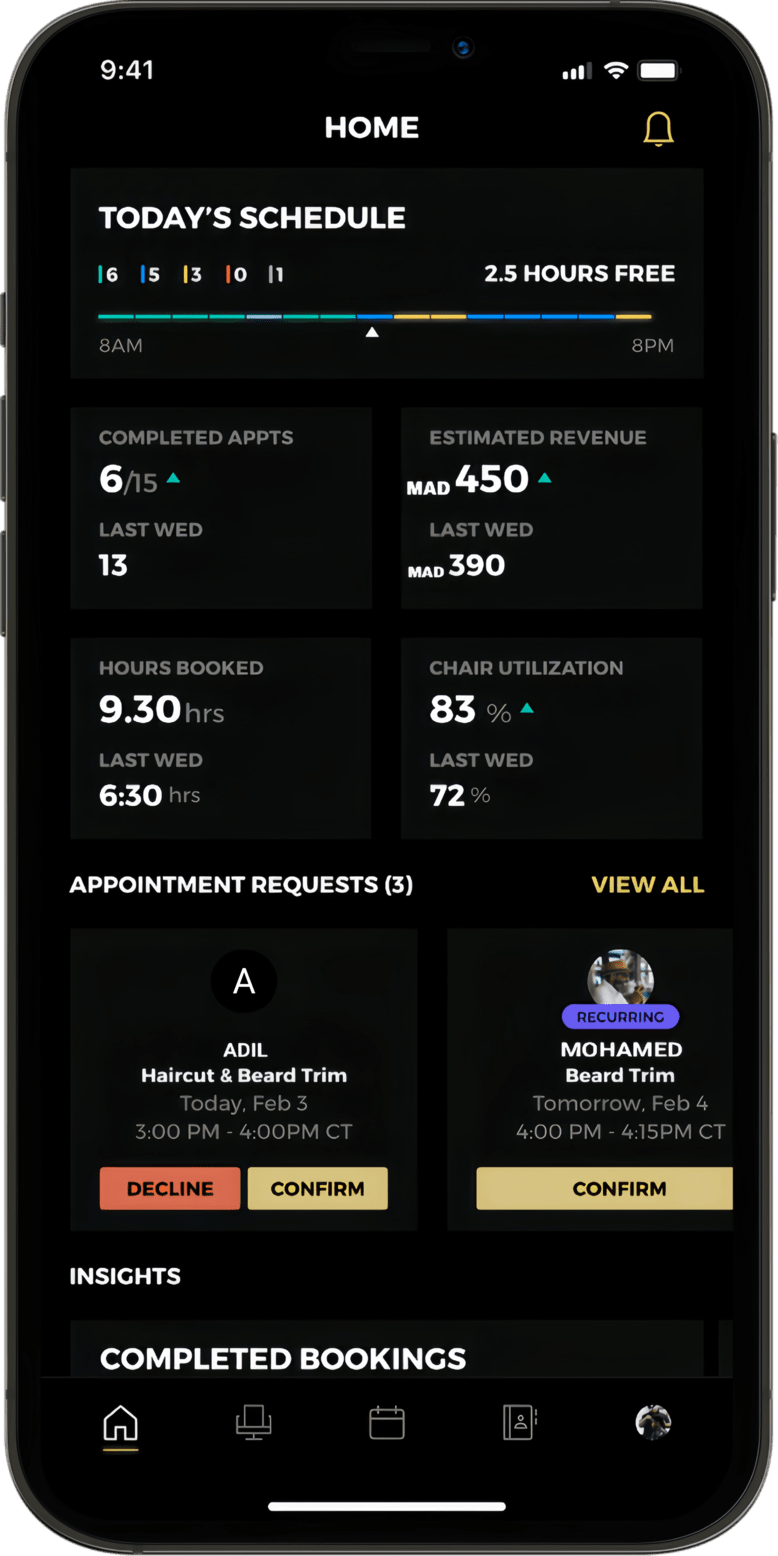 9:41
HOME
TODAY'S SCHEDULE
6 5 3 0 1 2.5 HOURS FREE
8AM 8PM
COMPLETED APPTS
6/15
LAST WED
13
ESTIMATED REVENUE
MAD 450
LAST WED
MAD 390
HOURS BOOKED
9.30 hrs
LAST WED
6:30 hrs
CHAIR UTILIZATION
83 %
LAST WED
72 %
APPOINTMENT REQUESTS (3) VIEW ALL
A
ADIL
Haircut & Beard Trim
Today, Feb 3
3:00 PM - 4:00PM CT
DECLINE CONFIRM
RECURRING
MOHAMED
Beard Trim
Tomorrow, Feb 4
4:00 PM - 4:15PM CT
CONFIRM
INSIGHTS
COMPLETED BOOKINGS